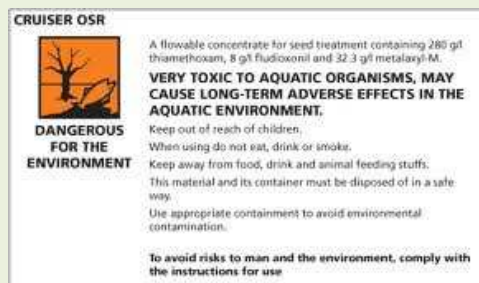 CRUISER OSR
A flowable concentrate for seed treatment containing 280 g/l
thiamethoxam, 8 g/l fludioxonil and 32.3 g/l metalaxyl-M.
VERY TOXIC TO AQUATIC ORGANISMS, MAY
CAUSE LONG-TERM ADVERSE EFFECTS IN THE
AQUATIC ENVIRONMENT.
DANGEROUS
FOR THE
ENVIRONMENT
Keep out of reach of children.
When using do not eat, drink or smoke.
Keep away from food, drink and animal feeding stuffs.
This material and its container must be disposed of in a safe
way.
Use appropriate containment to avoid environmental
contamination.
To avoid risks to man and the environment, comply with
the instructions for use